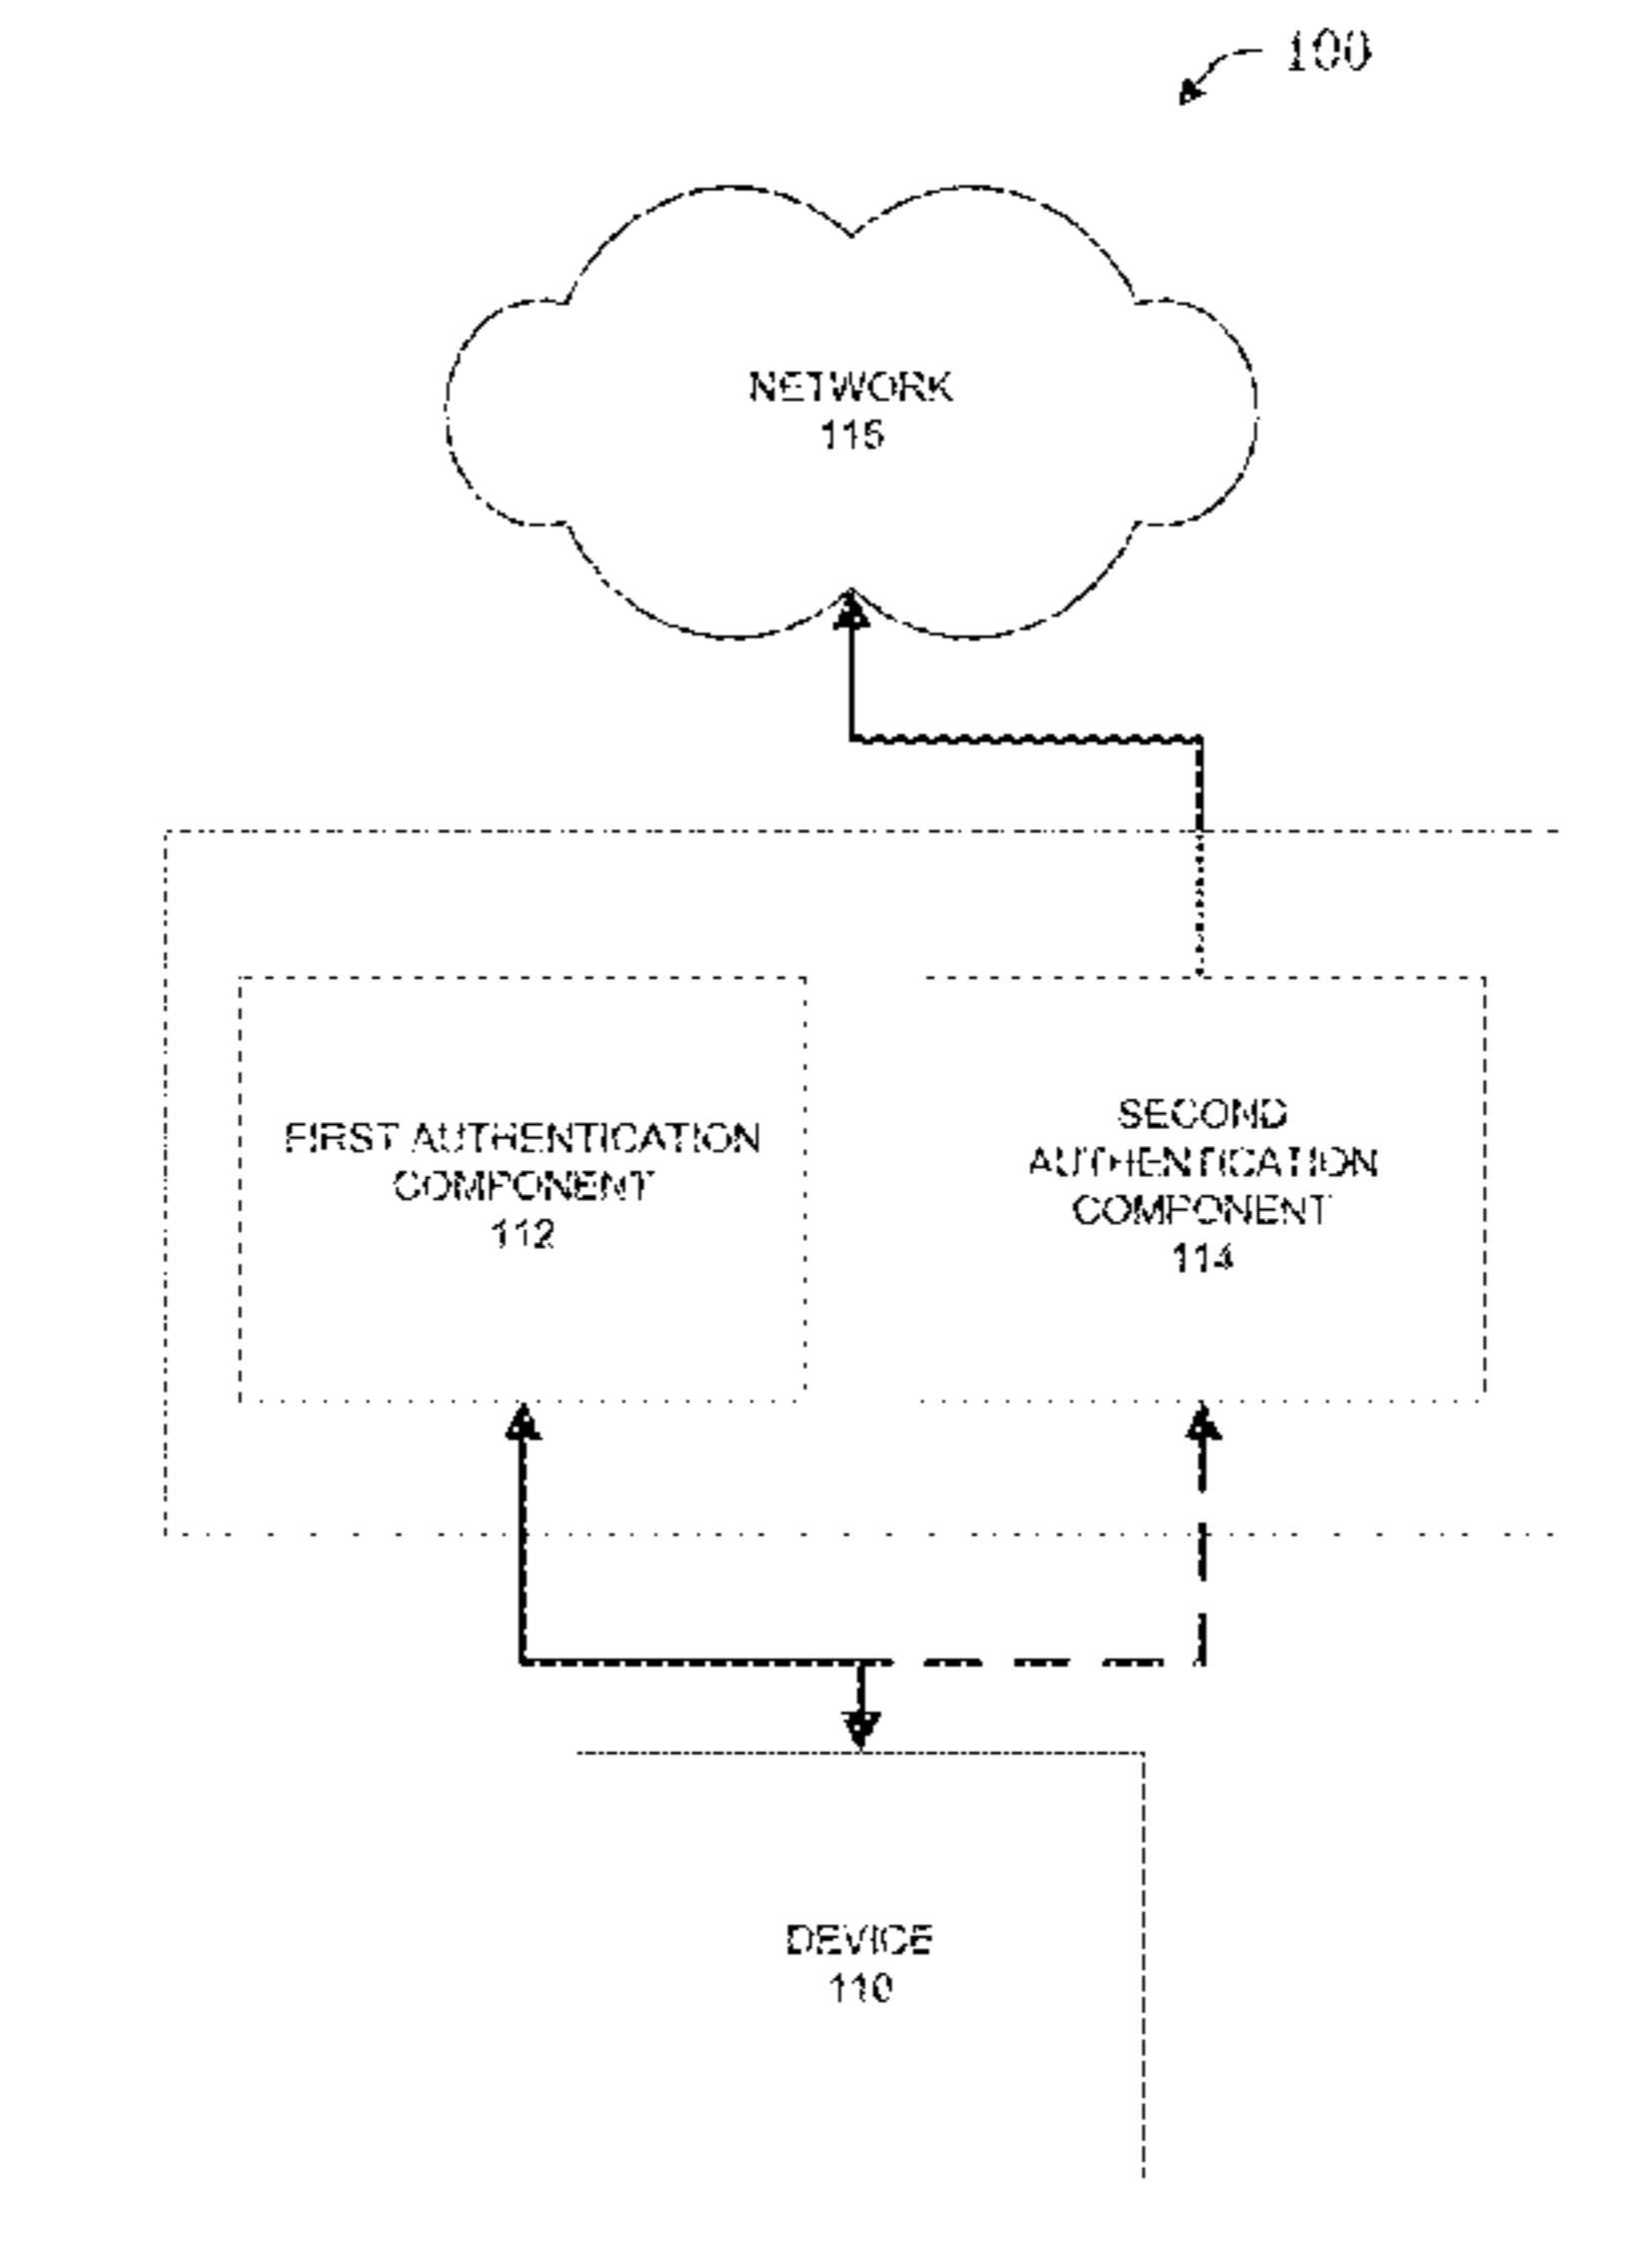 100
NETWORK
115
FIRST AUTHENTICATION
COMPONENT
112
SECOND
AUTHENTICATION
COMPONENT
114
DEVICE
110